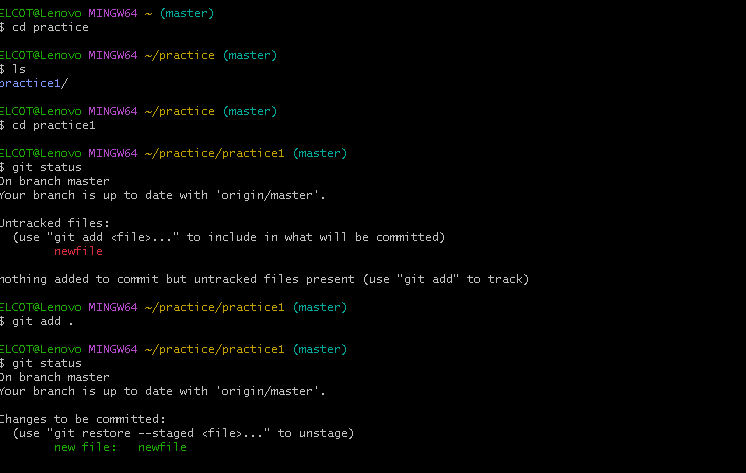 ELCOT@Lenovo MINGW64 ~ (master)
$ cd practice
ELCOT@Lenovo MINGW64 ~/practice (master)
$ ls
practice1/
ELCOT@Lenovo MINGW64 ~/practice (master)
$ cd practice1
ELCOT@Lenovo MINGW64 ~/practice/practice1 (master)
$ git status
On branch master
Your branch is up to date with 'origin/master'.
Untracked files:
(use "git add <file>..." to include in what will be committed)
newfile
nothing added to commit but untracked files present (use "git add" to track)
ELCOT@Lenovo MINGW64 ~/practice/practice1 (master)
$ git add .
ELCOT@Lenovo MINGW64 ~/practice/practice1 (master)
$ git status
On branch master
Your branch is up to date with 'origin/master'.
Changes to be committed:
(use "git restore --staged <file>..." to unstage)
new file:   newfile